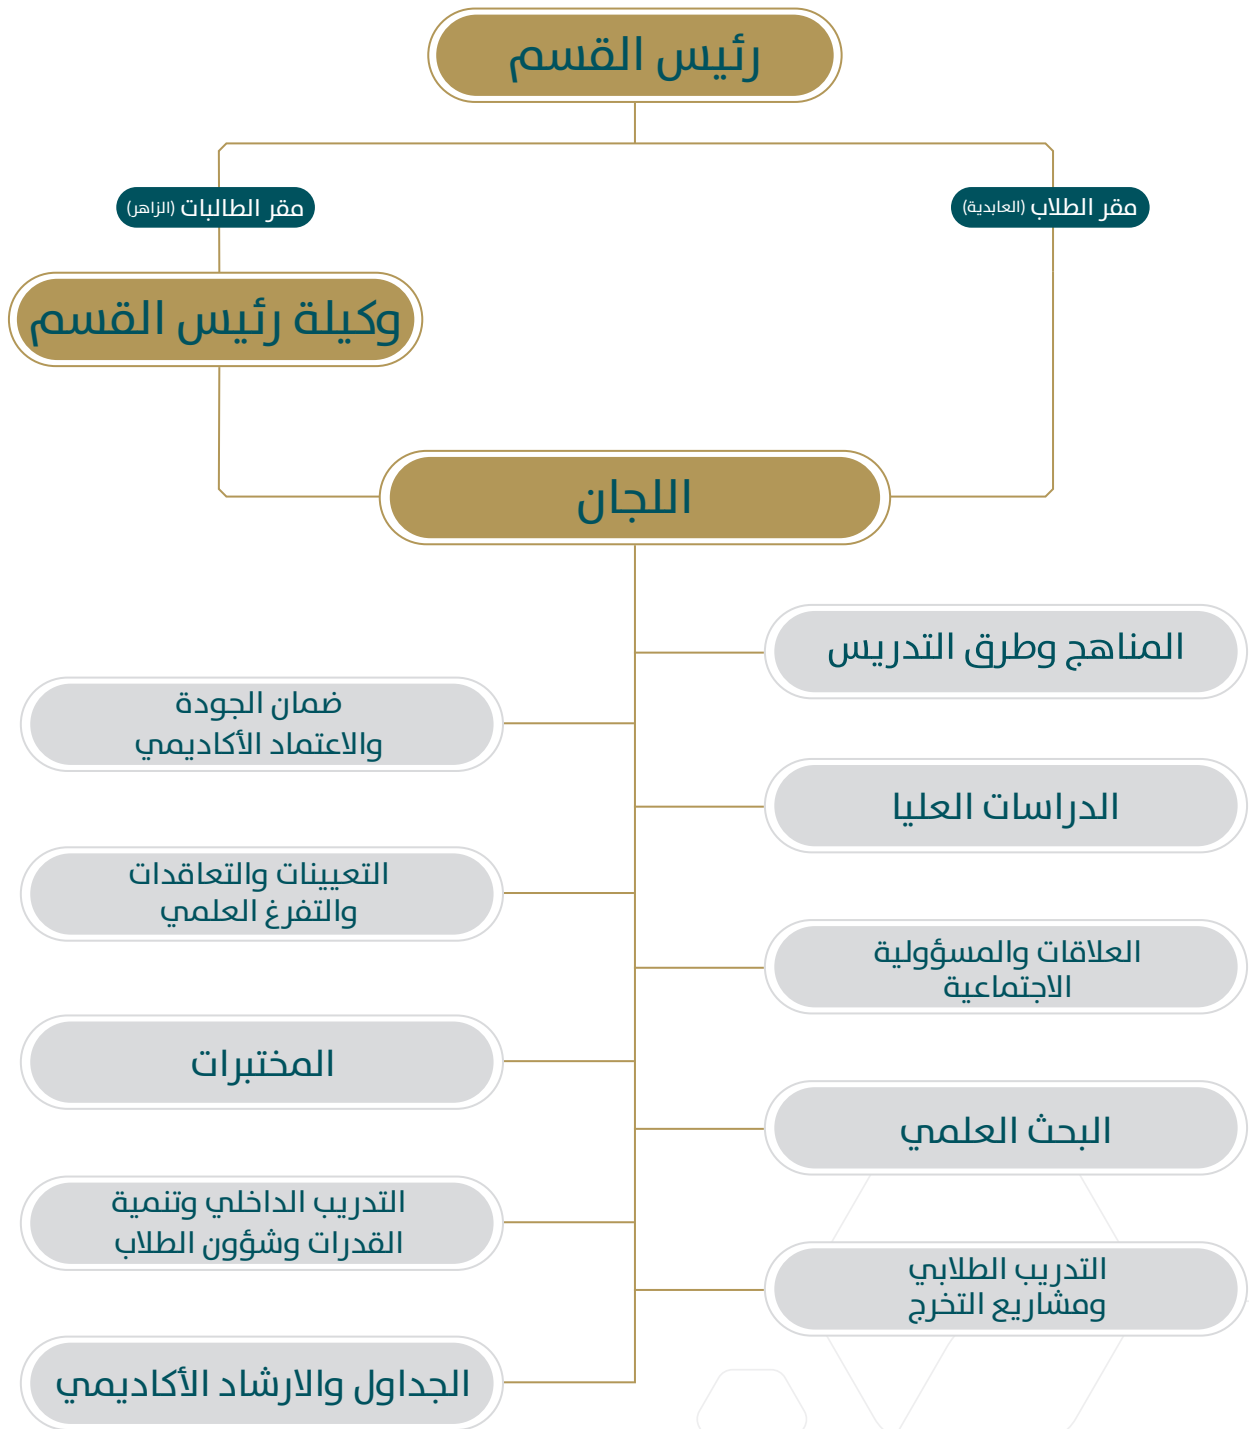 رئيس القسم
مقر الطلاب (العابدية)
مقر الطالبات (الزاهر)
وكيلة رئيس القسم
اللجان
المناهج وطرق التدريس
ضمان الجودة
والاعتماد الأكاديمي
الدراسات العليا
التعيينات والتعاقدات
والتفرغ العلمي
العلاقات والمسؤولية
الاجتماعية
المختبرات
البحث العلمي
التدريب الداخلي وتنمية
القدرات وشؤون الطلاب
التدريب الطلابي
ومشاريع التخرج
الجداول والارشاد الأكاديمي